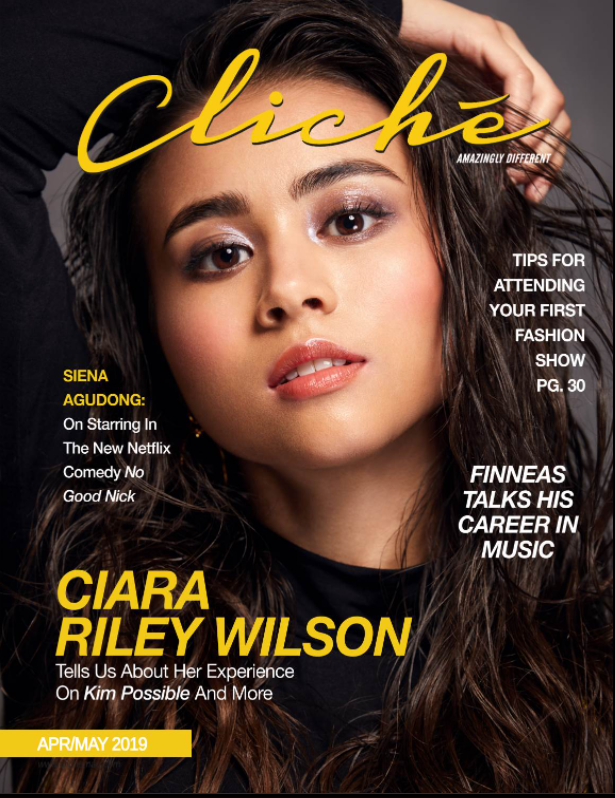 Cliché
AMAZINGLY DIFFERENT
TIPS FOR
ATTENDING
YOUR FIRST
FASHION
SHOW
PG. 30
SIENA
AGUDONG:
On Starring In
The New Netflix
Comedy No
Good Nick
FINNEAS
TALKS HIS
CAREER IN
MUSIC
CIARA
RILEY WILSON
Tells Us About Her Experience
On Kim Possible And More
APR/MAY 2019